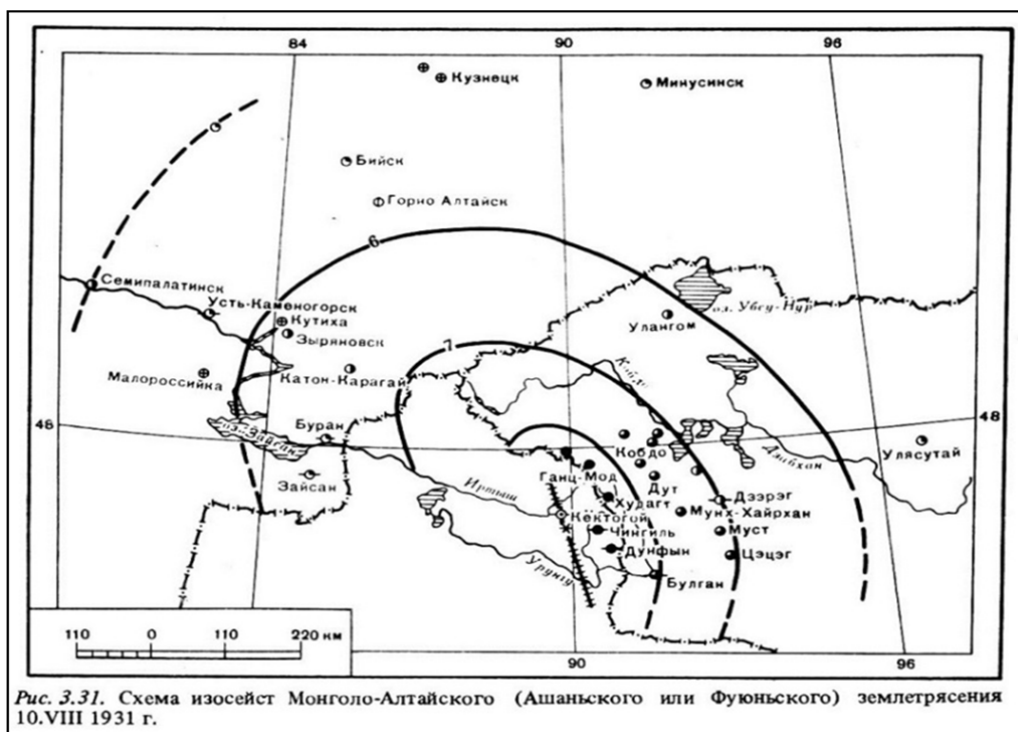 84 90 96
Кузнецк
Минусинск
Бийск
Горно Алтайск
6
Семипалатинск
Усть-Каменогорск
оз. Убсу-Нур
Кутиха
Улангом
Зыряновск
7
Малороссийка
Катон-Карагай
48
48
Буран
оз. Зайсан
Кобдо
Дзабхан
Улясутай
Зайсан
Ганц-Мод
Иртыш
Дут
Дзэрэг
Худагт
Мунх-Хайрхан
Кёктогой
Чингиль
Муст
Дунфын
Цэцэг
Урунгу
Булган
110 0 110 220 км
84
90 96
Рис. 3.31. Схема изосейст Монголо-Алтайского (Ашаньского или Фуюньского) землетрясения
10.VIII 1931 г.